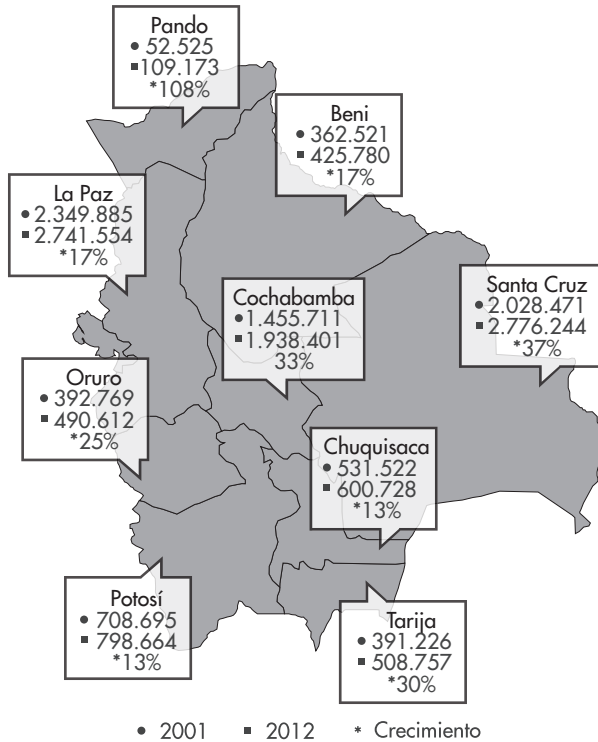 Pando
● 52.525
■ 109.173
*108%
Beni
● 362.521
■ 425.780
*17%
La Paz
● 2.349.885
■ 2.741.554
*17%
Cochabamba
● 1.455.711
■ 1.938.401
33%
Santa Cruz
● 2.028.471
■ 2.776.244
*37%
Oruro
● 392.769
■ 490.612
*25%
Chuquisaca
● 531.522
■ 600.728
*13%
Potosí
● 708.695
■ 798.664
*13%
Tarija
● 391.226
■ 508.757
*30%
● 2001 ■ 2012 * Crecimiento